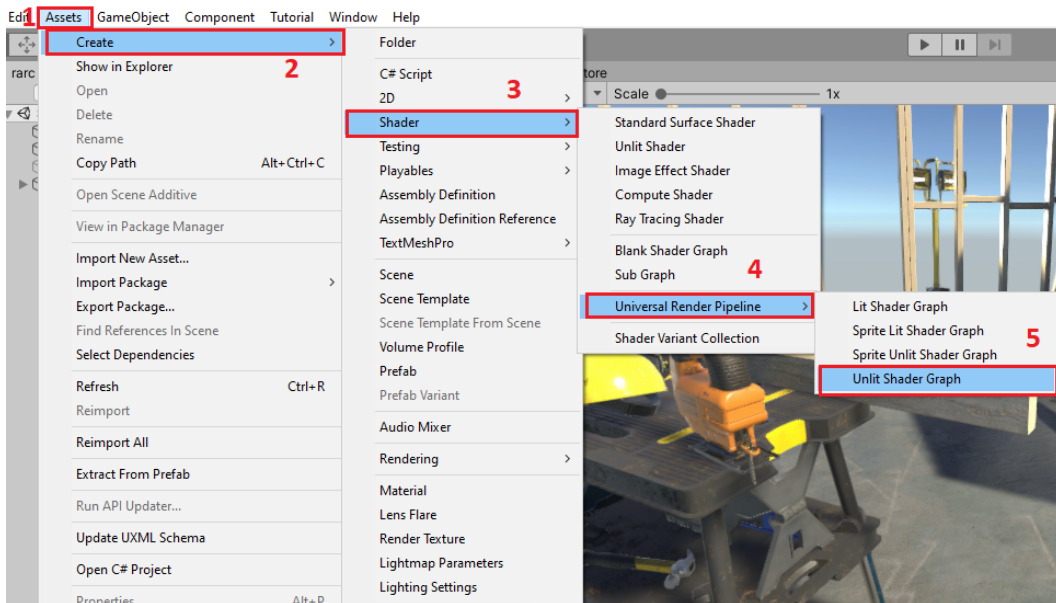 Edit Assets GameObject Component Tutorial Window Help
1
Create
Show in Explorer
Open
Delete
Rename
Copy Path Alt+Ctrl+C
Open Scene Additive
View in Package Manager
Import New Asset...
Import Package
Export Package...
Find References In Scene
Select Dependencies
Refresh Ctrl+R
Reimport
Reimport All
Extract From Prefab
Run API Updater...
Update UXML Schema
Open C# Project
Properties... Alt+P
2
Folder
C# Script
2D
Shader
Testing
Playables
Assembly Definition
Assembly Definition Reference
TextMeshPro
Scene
Scene Template
Scene Template From Scene
Volume Profile
Prefab
Prefab Variant
Audio Mixer
Rendering
Material
Lens Flare
Render Texture
Lightmap Parameters
Lighting Settings
3
Scale 1x
Standard Surface Shader
Unlit Shader
Image Effect Shader
Compute Shader
Ray Tracing Shader
Blank Shader Graph
Sub Graph
Universal Render Pipeline
Shader Variant Collection
4
Lit Shader Graph
Sprite Lit Shader Graph
Sprite Unlit Shader Graph
Unlit Shader Graph
5